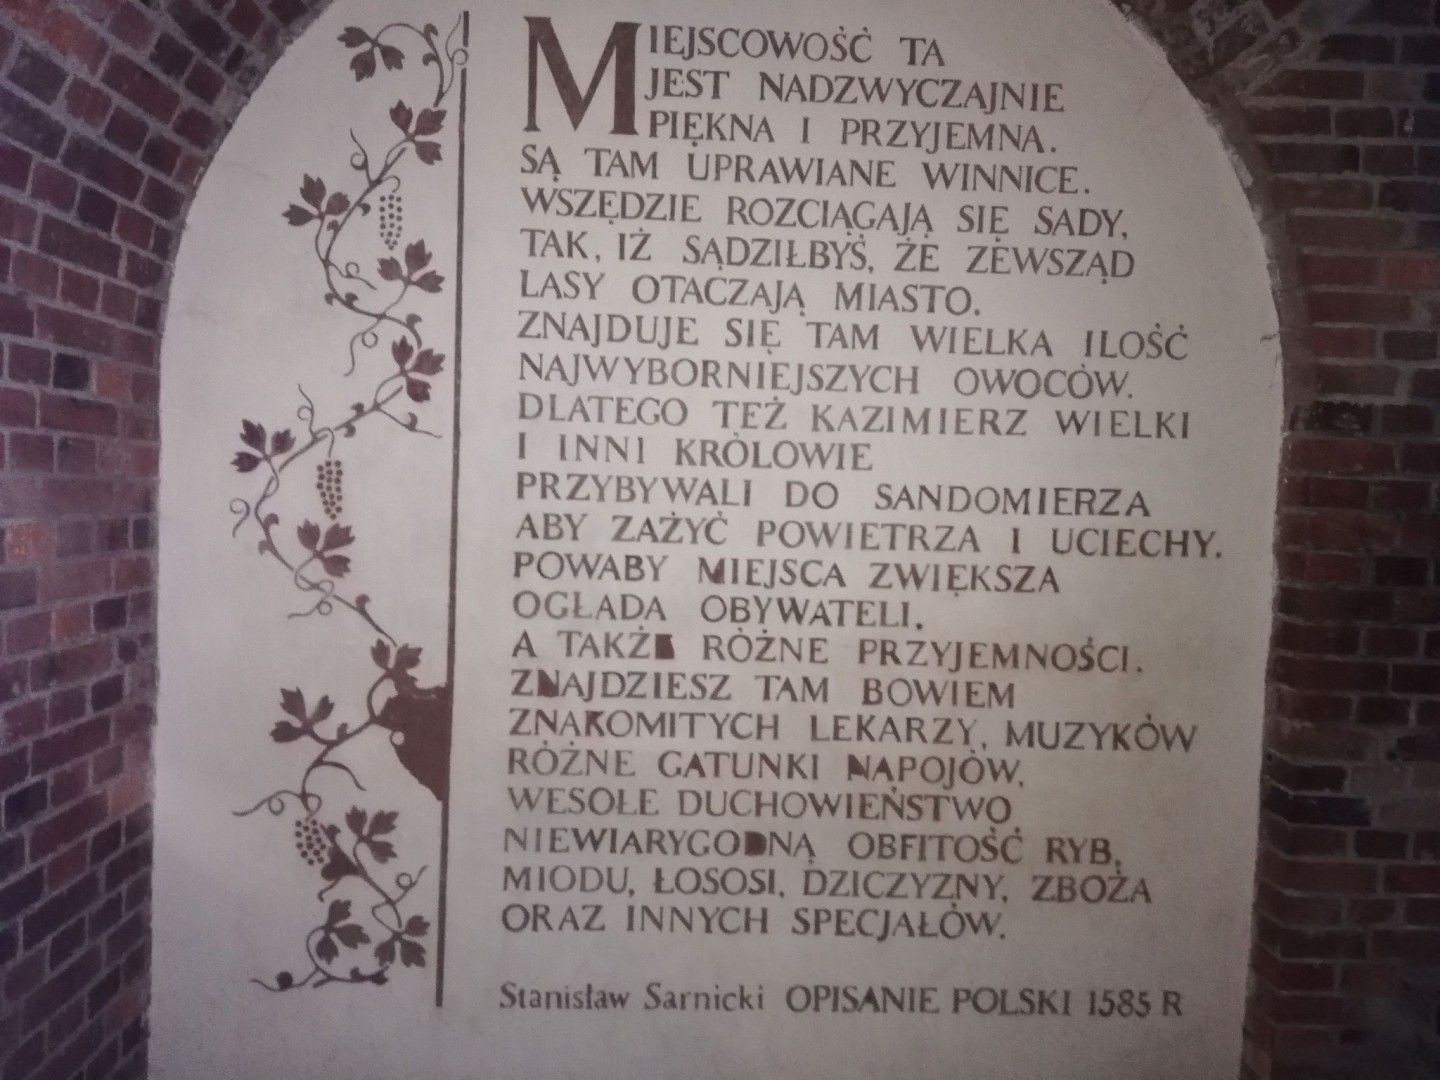 MIEJSCOWOŚĆ TA
JEST NADZWYCZAJNIE
PIĘKNA I PRZYJEMNA.
SĄ TAM UPRAWIANE WINNICE.
WSZĘDZIE ROZCIĄGAJĄ SIĘ SADY,
TAK, IŻ SĄDZIŁBYŚ, ŻE ZEWSZĄD
LASY OTACZAJĄ MIASTO.
ZNAJDUJE SIĘ TAM WIELKA ILOŚĆ
NAJWYBORNIEJSZYCH OWOCÓW.
DLATEGO TEŻ KAZIMIERZ WIELKI
I INNI KRÓLOWIE
PRZYBYWALI DO SANDOMIERZA
ABY ZAŻYĆ POWIETRZA I UCIECHY.
POWABY MIEJSCA ZWIĘKSZA
OGŁADA OBYWATELI,
A TAKŻE RÓŻNE PRZYJEMNOŚCI.
ZNAJDZIESZ TAM BOWIEM
ZNAKOMITYCH LEKARZY, MUZYKÓW
RÓŻNE GATUNKI NAPOJÓW,
WESOŁE DUCHOWIEŃSTWO
NIEWIARYGODNĄ OBFITOŚĆ RYB,
MIODU, ŁOSOSI, DZICZYZNY, ZBOŻA
ORAZ INNYCH SPECJAŁÓW.
Stanisław Sarnicki OPISANIE POLSKI 1585 R